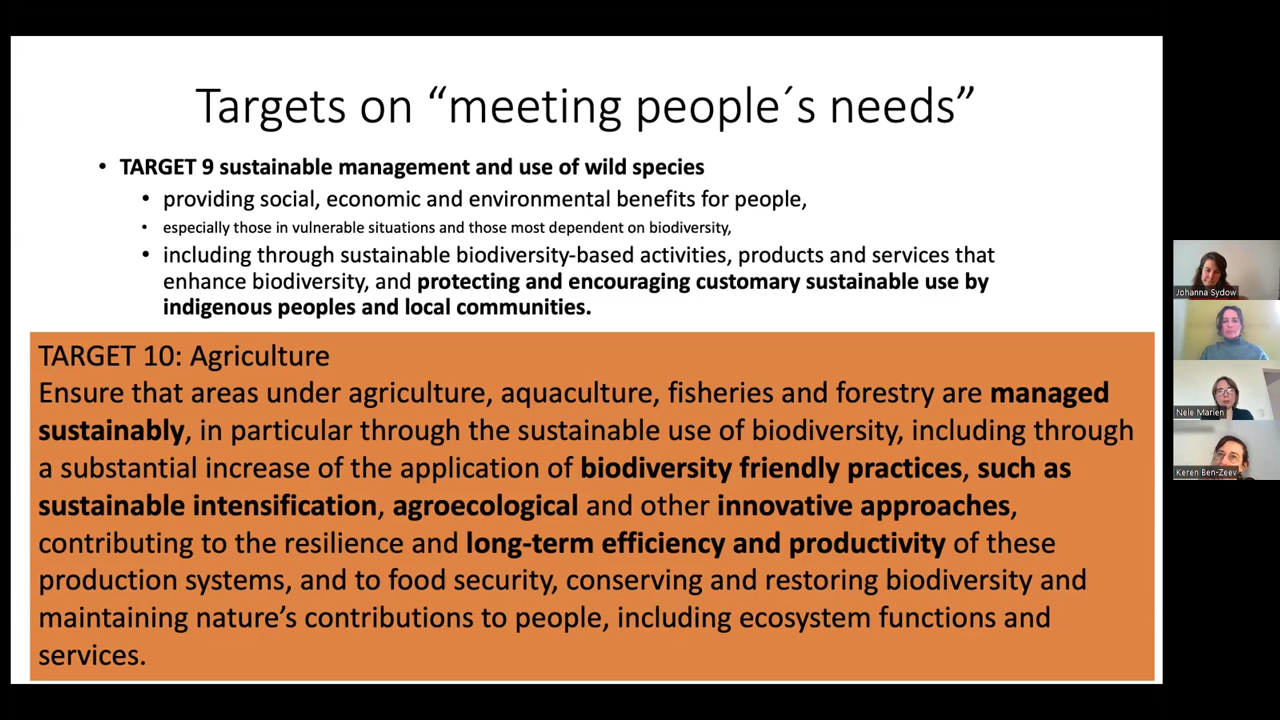 Targets on “meeting people´s needs”
• TARGET 9 sustainable management and use of wild species
• providing social, economic and environmental benefits for people,
• especially those in vulnerable situations and those most dependent on biodiversity,
• including through sustainable biodiversity-based activities, products and services that
enhance biodiversity, and protecting and encouraging customary sustainable use by
indigenous peoples and local communities.
TARGET 10: Agriculture
Ensure that areas under agriculture, aquaculture, fisheries and forestry are managed
sustainably, in particular through the sustainable use of biodiversity, including through
a substantial increase of the application of biodiversity friendly practices, such as
sustainable intensification, agroecological and other innovative approaches,
contributing to the resilience and long-term efficiency and productivity of these
production systems, and to food security, conserving and restoring biodiversity and
maintaining nature’s contributions to people, including ecosystem functions and
services.
Johanna Sydow
Nele Marien
Keren Ben-Zeev